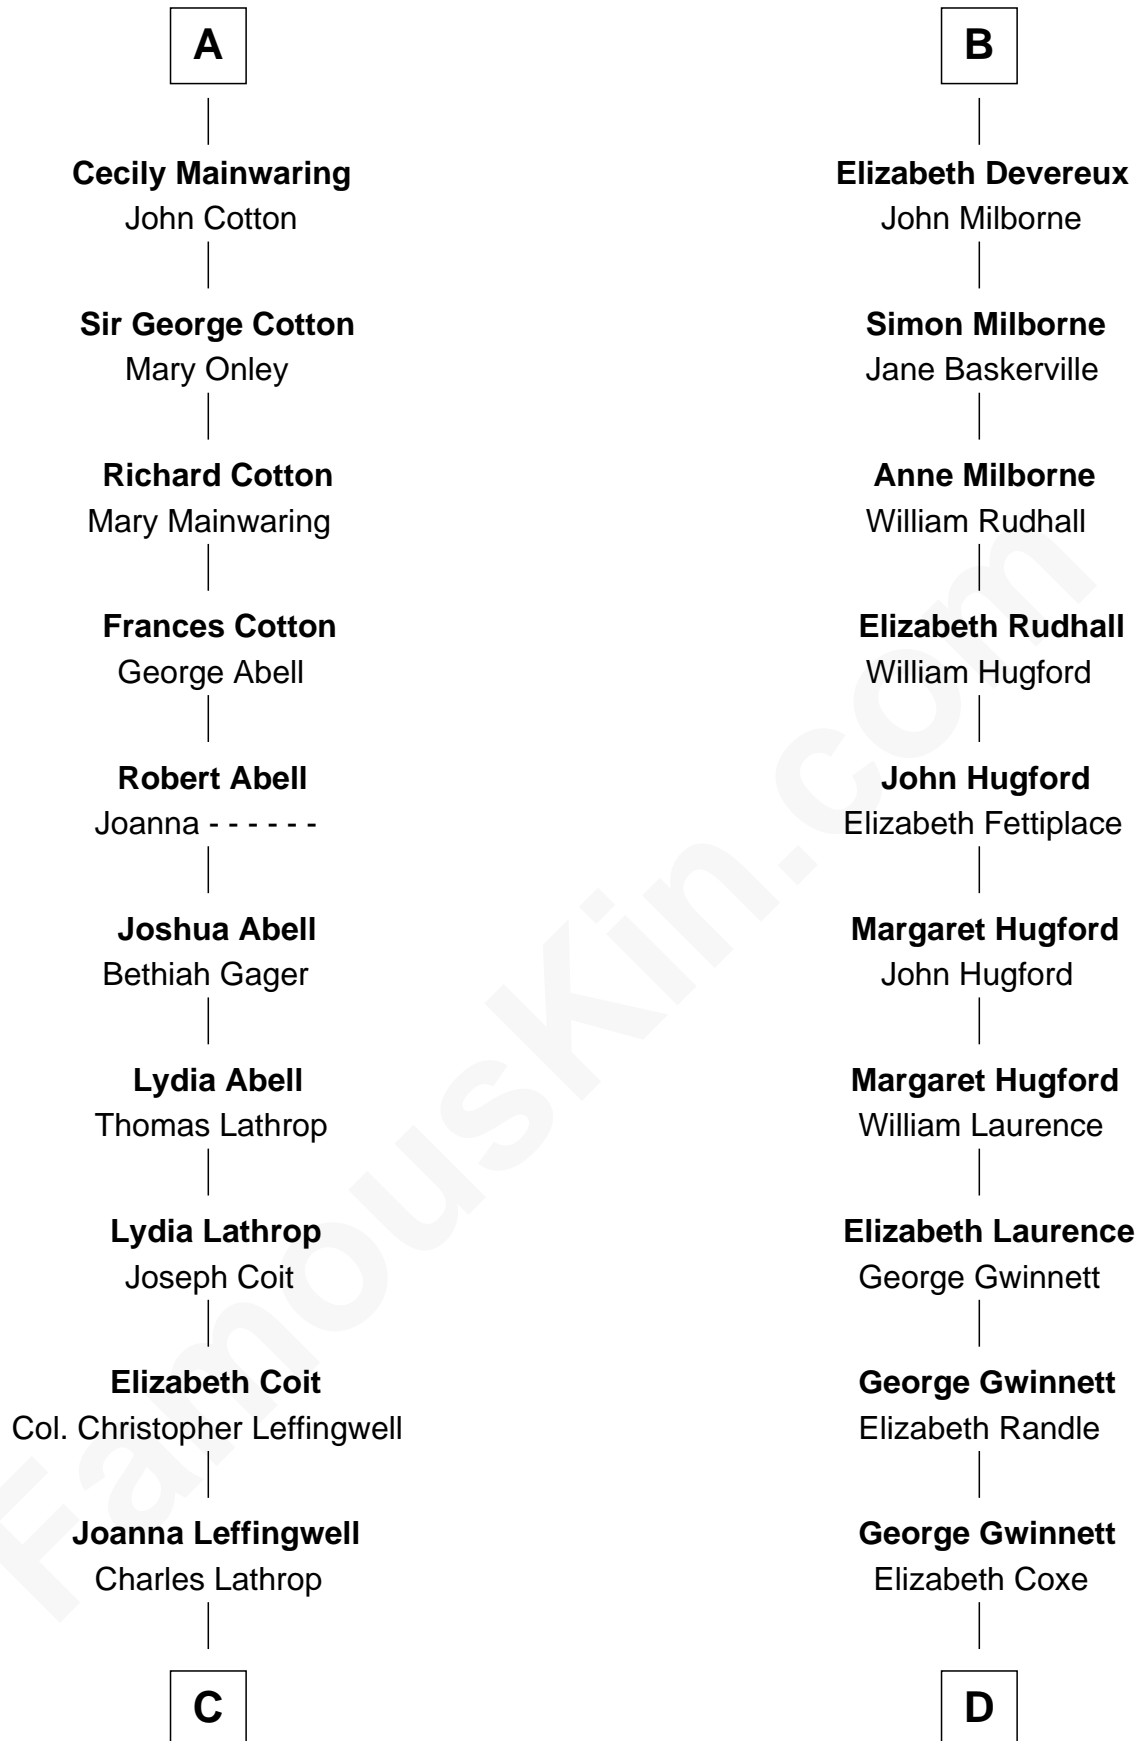 A
Cecily Mainwaring
John Cotton
Sir George Cotton
Mary Onley
Richard Cotton
Mary Mainwaring
Frances Cotton
George Abell
Robert Abell
Joanna - - - - - -
Joshua Abell
Bethiah Gager
Lydia Abell
Thomas Lathrop
Lydia Lathrop
Joseph Coit
Elizabeth Coit
Col. Christopher Leffingwell
Joanna Leffingwell
Charles Lathrop
C
B
Elizabeth Devereux
John Milborne
Simon Milborne
Jane Baskerville
Anne Milborne
William Rudhall
Elizabeth Rudhall
William Hugford
John Hugford
Elizabeth Fettiplace
Margaret Hugford
John Hugford
Margaret Hugford
William Laurence
Elizabeth Laurence
George Gwinnett
George Gwinnett
Elizabeth Randle
George Gwinnett
Elizabeth Coxe
D
FamousKin.com